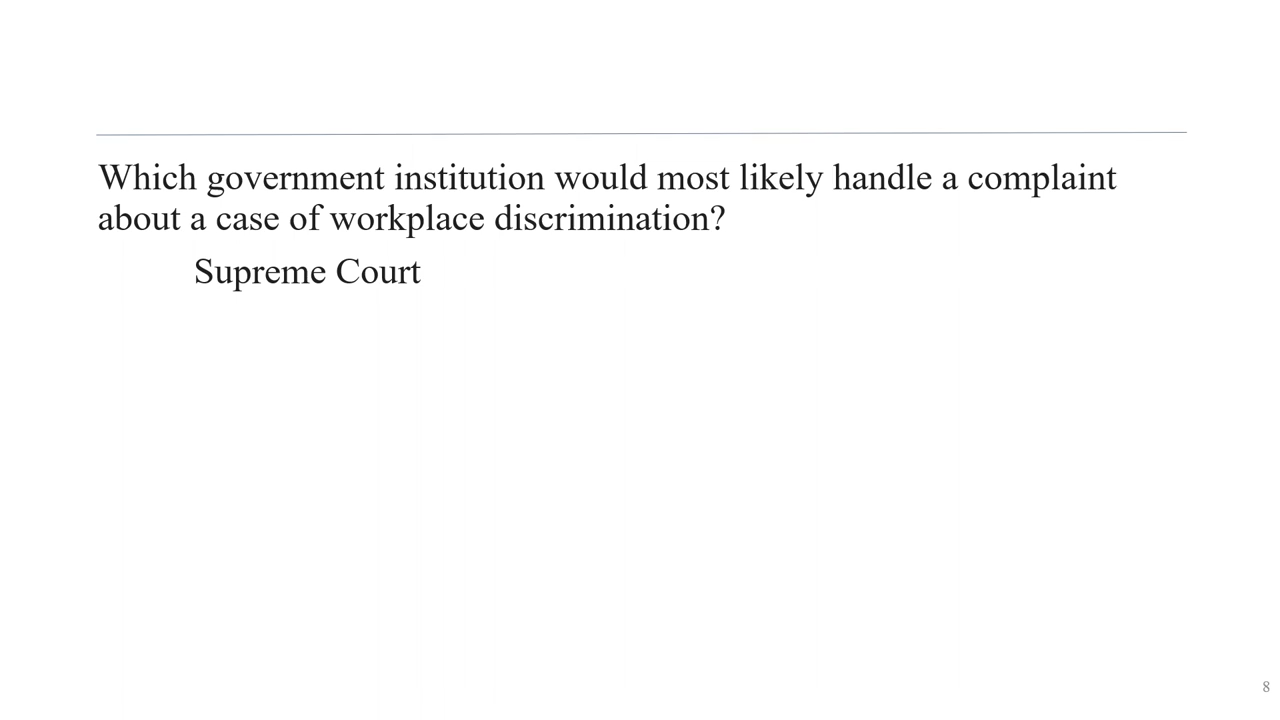 Which government institution would most likely handle a complaint
about a case of workplace discrimination?
Supreme Court
8